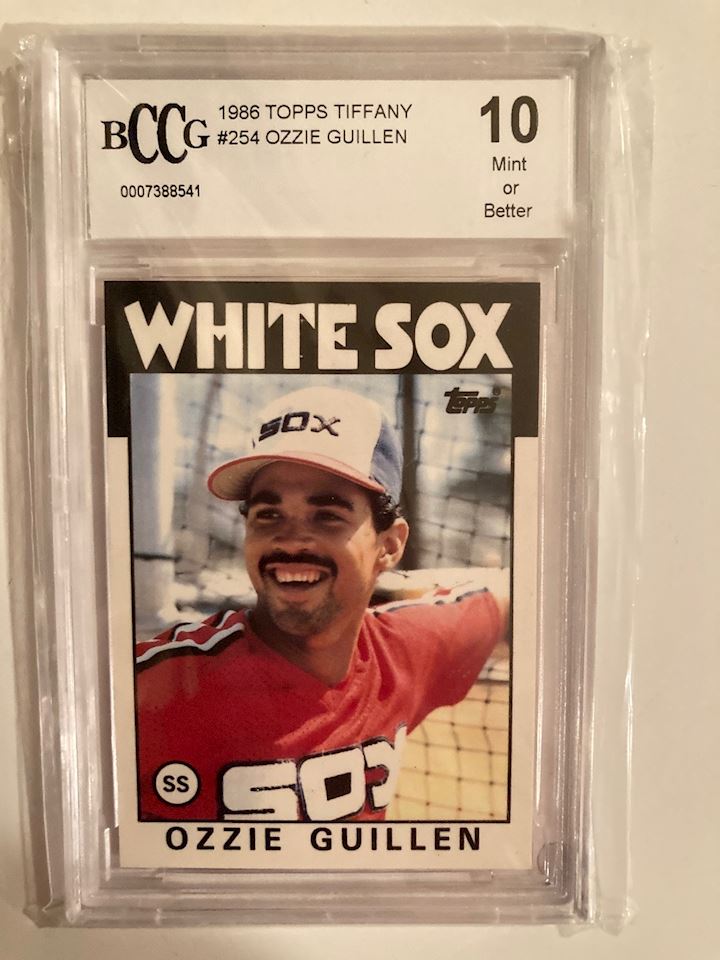 BCCG
1986 TOPPS TIFFANY
#254 OZZIE GUILLEN
0007388541
10
Mint
or
Better
WHITE SOX
topps
SOX
SOX
SS
OZZIE GUILLEN